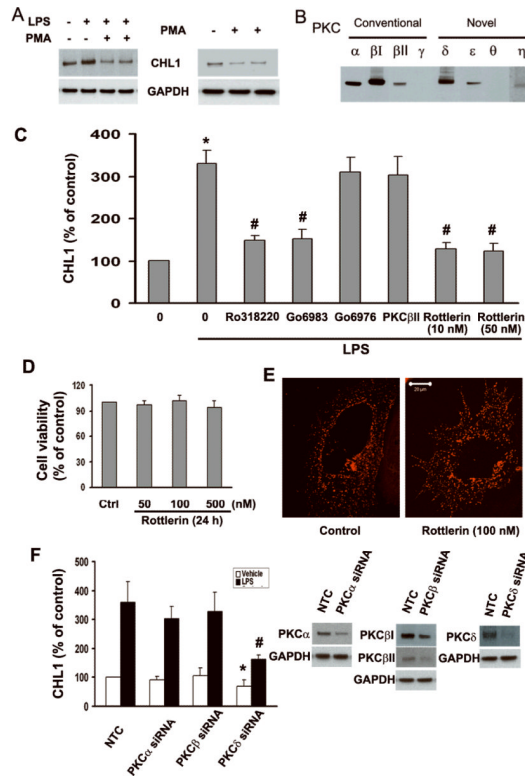 A
LPS - + + +
PMA - - + +
CHL1
GAPDH
PMA - + +
B
PKC Conventional Novel
α βI βII γ δ ε θ η
C
CHL1 (% of control)
400
300
200
100
0
*
# # # #
0 0 Ro318220 Go6983 Go6976 PKCβII Rottlerin (10 nM) Rottlerin (50 nM)
LPS
D
Cell viability (% of control)
120
90
60
30
0
Ctrl 50 100 500 (nM)
Rottlerin (24 h)
E
20 μm
Control Rottlerin (100 nM)
F
CHL1 (% of control)
500
400
300
200
100
0
Vehicle
LPS
* #
NTC PKCα siRNA PKCβ siRNA PKCδ siRNA
NTC PKCα siRNA
PKCα
GAPDH
NTC PKCβ siRNA
PKCβI
PKCβII
GAPDH
NTC PKCδ siRNA
PKCδ
GAPDH